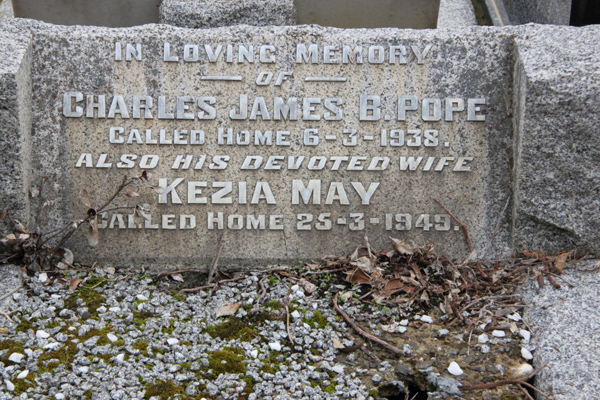 IN LOVING MEMORY
OF
CHARLES JAMES B. POPE
CALLED HOME 6-3-1938.
ALSO HIS DEVOTED WIFE
KEZIA MAY
CALLED HOME 25-3-1949.